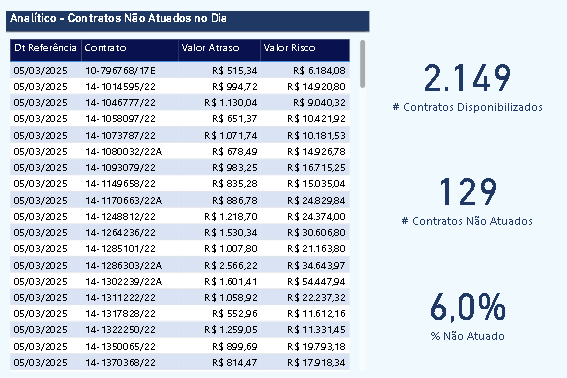 Analítico - Contratos Não Atuados no Dia
Dt Referência Contrato Valor Atraso Valor Risco
05/03/2025 10-796768/17E R$ 515,34 R$ 6.184,08
05/03/2025 14-1014595/22 R$ 994,72 R$ 14.920,80
05/03/2025 14-1046777/22 R$ 1.130,04 R$ 9.040,32
05/03/2025 14-1058097/22 R$ 651,37 R$ 10.421,92
05/03/2025 14-1073787/22 R$ 1.071,74 R$ 10.181,53
05/03/2025 14-1080032/22A R$ 678,49 R$ 14.926,78
05/03/2025 14-1093079/22 R$ 983,25 R$ 16.715,25
05/03/2025 14-1149658/22 R$ 835,28 R$ 15.035,04
05/03/2025 14-1170663/22A R$ 886,78 R$ 24.829,84
05/03/2025 14-1248812/22 R$ 1.218,70 R$ 24.374,00
05/03/2025 14-1264236/22 R$ 1.530,34 R$ 30.606,80
05/03/2025 14-1285101/22 R$ 1.007,80 R$ 21.163,80
05/03/2025 14-1286303/22A R$ 2.566,22 R$ 34.643,97
05/03/2025 14-1302239/22A R$ 1.601,41 R$ 54.447,94
05/03/2025 14-1311222/22 R$ 1.058,92 R$ 22.237,32
05/03/2025 14-1317828/22 R$ 552,96 R$ 11.612,16
05/03/2025 14-1322250/22 R$ 1.259,05 R$ 11.331,45
05/03/2025 14-1350065/22 R$ 899,69 R$ 19.793,18
05/03/2025 14-1370368/22 R$ 814,47 R$ 17.918,34
2.149
# Contratos Disponibilizados
129
# Contratos Não Atuados
6,0%
% Não Atuado